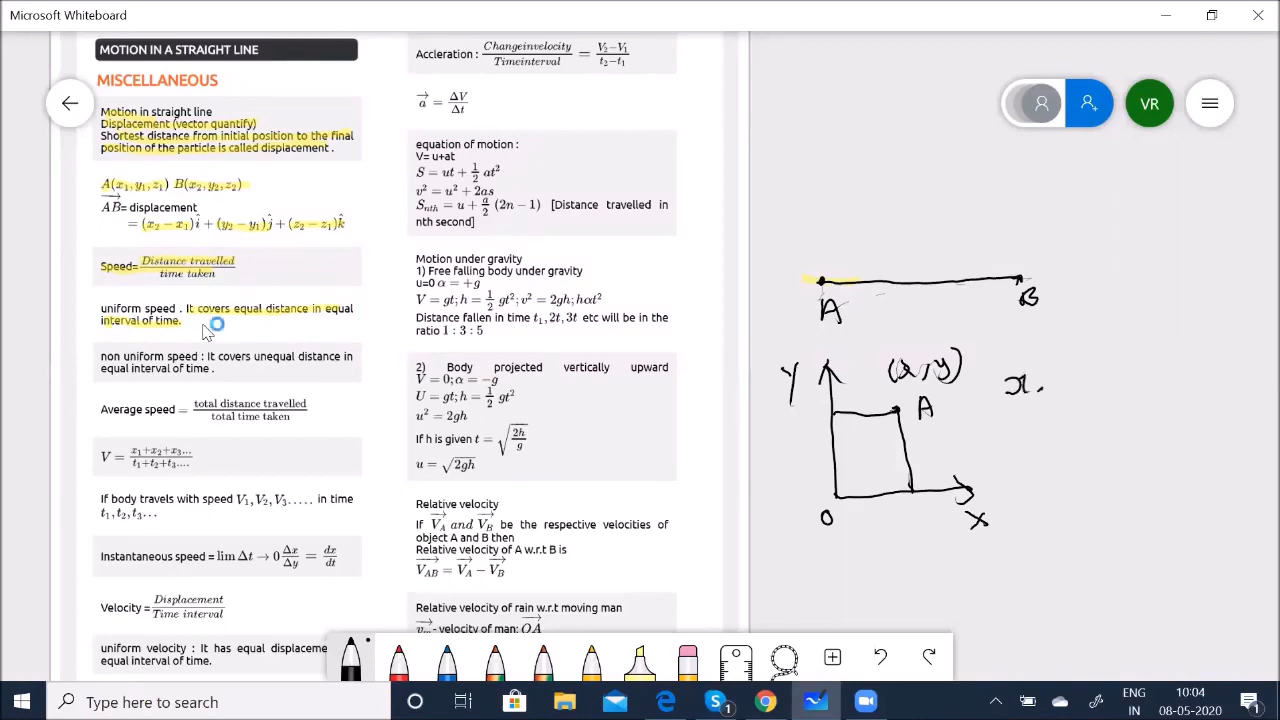 Microsoft Whiteboard
MOTION IN A STRAIGHT LINE
MISCELLANEOUS
Motion in straight line
Displacement (vector quantify)
Shortest distance from initial position to the final
position of the particle is called displacement .
A(x₁,y₁,z₁) B(x₂,y₂,z₂)
A⃗B⃗= displacement
= (x₂ − x₁)î + (y₂ − y₁)ĵ + (z₂ − z₁)k̂
Speed= Distance travelled / time taken
uniform speed . It covers equal distance in equal
interval of time.
non uniform speed : It covers unequal distance in
equal interval of time .
Average speed = total distance travelled / total time taken
V = x₁+x₂+x₃... / t₁+t₂+t₃....
If body travels with speed V₁, V₂, V₃..... in time
t₁, t₂, t₃...
Instantaneous speed = lim Δt → 0 Δx/Δy = dx/dt
Velocity = Displacement / Time interval
uniform velocity : It has equal displaceme
equal interval of time.
Accleration : Changeinvelocity / Timeinterval = V₂−V₁ / t₂−t₁
a⃗ = ΔV/Δt
equation of motion :
V= u+at
S = ut + 1/2 at²
v² = u² + 2as
Sₙₜₕ = u + a/2 (2n − 1) [Distance travelled in
nth second]
Motion under gravity
1) Free falling body under gravity
u=0 α = +g
V = gt; h = 1/2 gt²; v² = 2gh; hαt²
Distance fallen in time t₁, 2t, 3t etc will be in the
ratio 1 : 3 : 5
2) Body projected vertically upward
V = 0; α = −g
U = gt; h = 1/2 gt²
u² = 2gh
If h is given t = √(2h/g)
u = √2gh
Relative velocity
If V⃗A and V⃗B be the respective velocities of
object A and B then
Relative velocity of A w.r.t B is
V⃗AB = V⃗A − V⃗B
Relative velocity of rain w.r.t moving man
- velocity of man; O⃗A⃗
VR
A
B
Y
(x, y)
A
x.
O
X
Type here to search
1
ENG
IN
10:04
08-05-2020
1